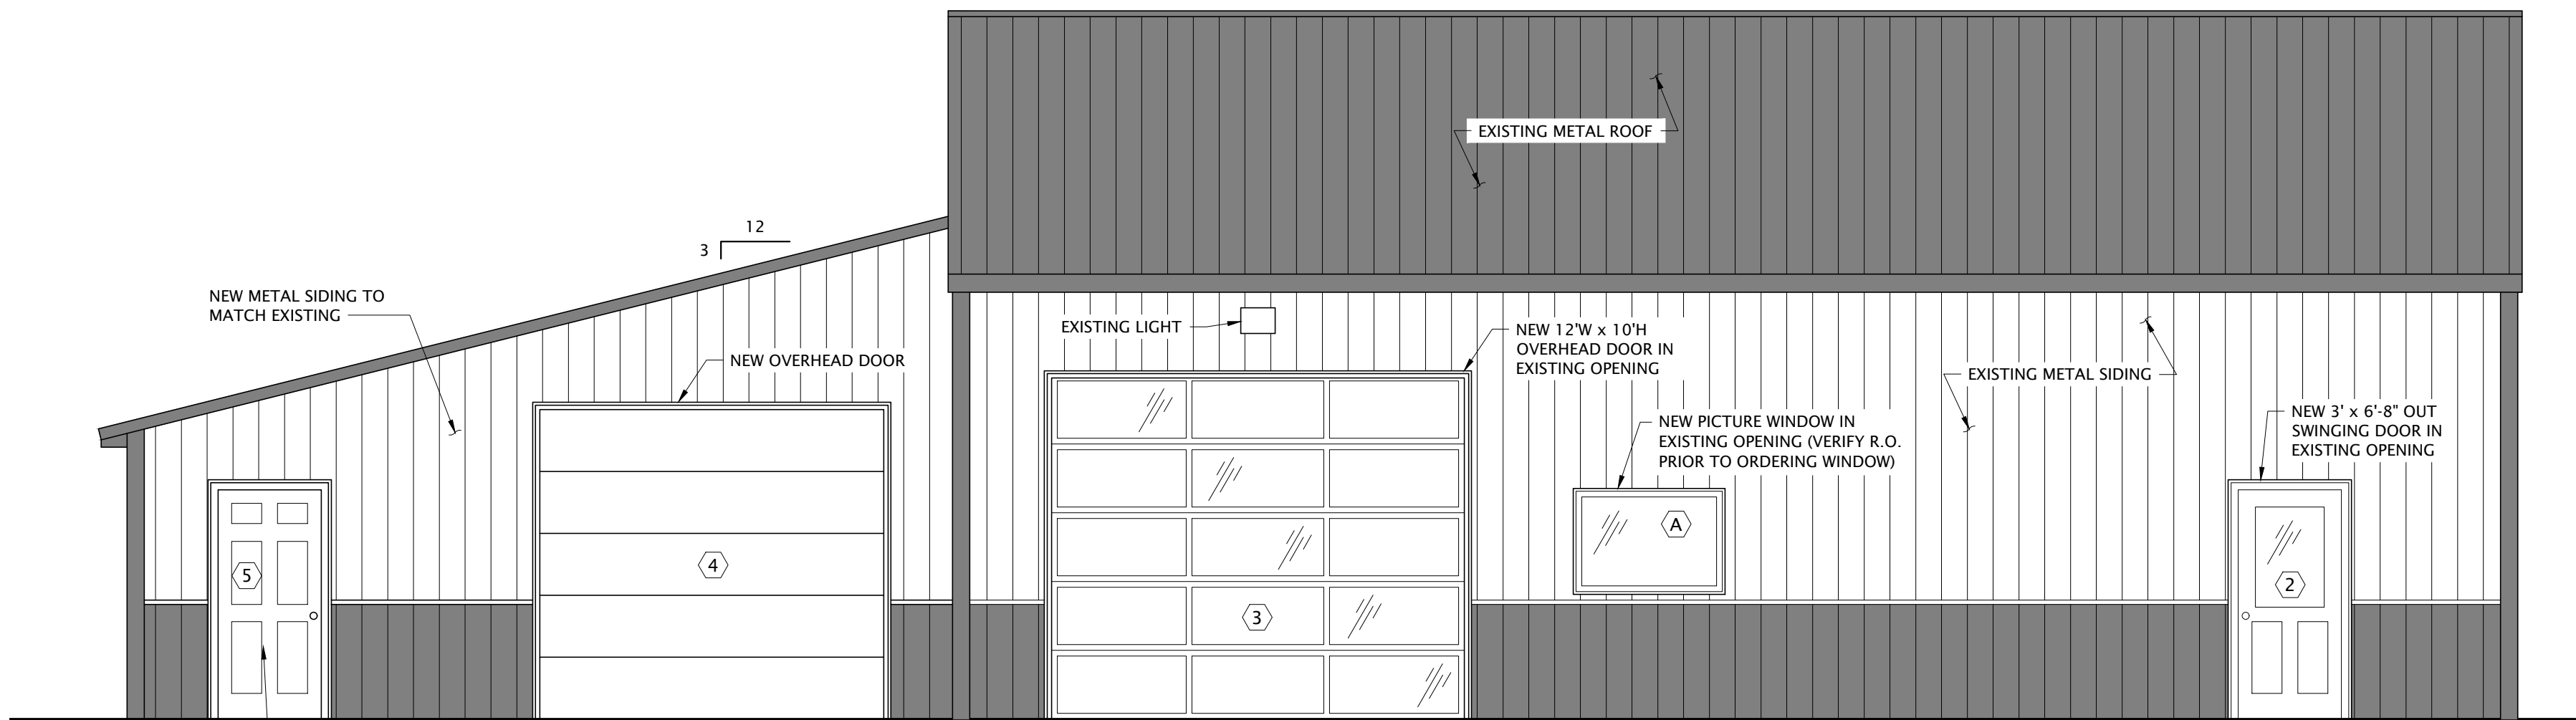 EXISTING METAL ROOF
12
3
NEW METAL SIDING TO
MATCH EXISTING
NEW OVERHEAD DOOR
EXISTING LIGHT
NEW 12'W x 10'H
OVERHEAD DOOR IN
EXISTING OPENING
EXISTING METAL SIDING
NEW PICTURE WINDOW IN
EXISTING OPENING (VERIFY R.O.
PRIOR TO ORDERING WINDOW)
NEW 3' x 6'-8" OUT
SWINGING DOOR IN
EXISTING OPENING
5
4
3
A
2